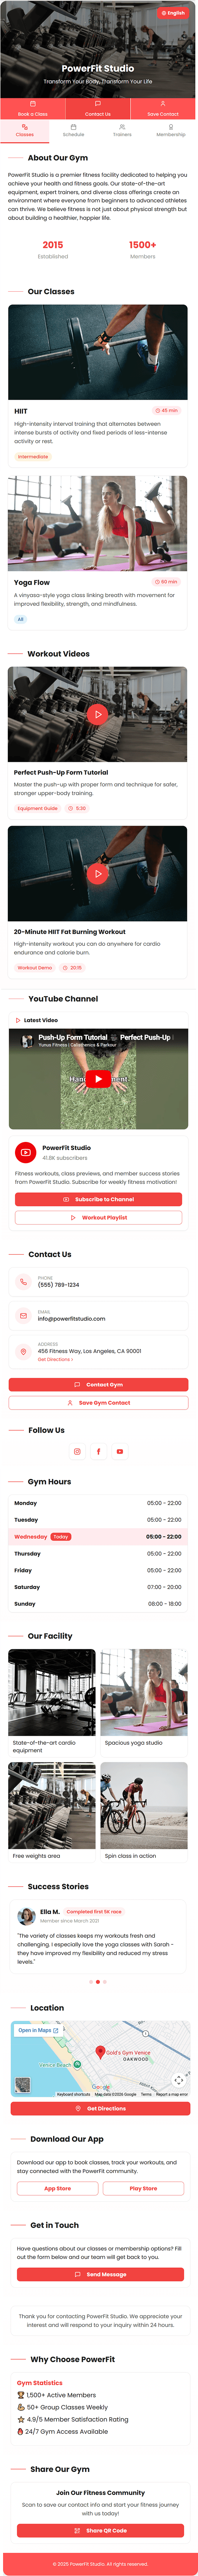 English
PowerFit Studio
Transform Your Body, Transform Your Life
Book a Class
Contact Us
Save Contact
Classes
Schedule
Trainers
Membership
About Our Gym
PowerFit Studio is a premier fitness facility dedicated to helping
you achieve your health and fitness goals. Our state-of-the-art
equipment, expert trainers, and diverse class offerings create an
environment where everyone from beginners to advanced athletes
can thrive. We believe fitness is not just about physical strength but
about building a healthier, happier life.
2015
Established
1500+
Members
Our Classes
HIIT
45 min
High-intensity interval training that alternates between
intense bursts of activity and fixed periods of less-intense
activity or rest.
Intermediate
Yoga Flow
60 min
A vinyasa-style yoga class linking breath with movement for
improved flexibility, strength, and mindfulness.
All
Workout Videos
Perfect Push-Up Form Tutorial
Master the push-up with proper form and technique for safer,
stronger upper-body training.
Equipment Guide
5:30
20-Minute HIIT Fat Burning Workout
High-intensity workout you can do anywhere for cardio
endurance and calorie burn.
Workout Demo
20:15
YouTube Channel
Latest Video
Push-Up Form Tutorial
Perfect Push-Up
Yunus Fitness | Calisthenics & Parkour
PowerFit Studio
41.8K subscribers
Fitness workouts, class previews, and member success stories
from PowerFit Studio. Subscribe for weekly fitness motivation!
Subscribe to Channel
Workout Playlist
Contact Us
PHONE
(555) 789-1234
EMAIL
info@powerfitstudio.com
ADDRESS
456 Fitness Way, Los Angeles, CA 90001
Get Directions >
Contact Gym
Save Gym Contact
Follow Us
Gym Hours
Monday 05:00 - 22:00
Tuesday 05:00 - 22:00
Wednesday Today 05:00 - 22:00
Thursday 05:00 - 22:00
Friday 05:00 - 22:00
Saturday 07:00 - 20:00
Sunday 08:00 - 18:00
Our Facility
State-of-the-art cardio
equipment
Spacious yoga studio
Free weights area
Spin class in action
Success Stories
Ella M.
Completed first 5K race
Member since March 2021
"The variety of classes keeps my workouts fresh and
challenging. I especially love the yoga classes with Sarah -
they have improved my flexibility and reduced my stress
levels."
Location
Open in Maps
Gold's Gym Venice
OAKWOOD
Venice Beach
Google
Keyboard shortcuts
Map data ©2026 Google
Terms
Report a map error
Get Directions
Download Our App
Download our app to book classes, track your workouts, and
stay connected with the PowerFit community.
App Store
Play Store
Get in Touch
Have questions about our classes or membership options? Fill
out the form below and our team will get back to you.
Send Message
Thank you for contacting PowerFit Studio. We appreciate your
interest and will respond to your inquiry within 24 hours.
Why Choose PowerFit
Gym Statistics
1,500+ Active Members
50+ Group Classes Weekly
4.9/5 Member Satisfaction Rating
24/7 Gym Access Available
Share Our Gym
Join Our Fitness Community
Scan to save our contact info and start your fitness journey
with us today!
Share QR Code
© 2025 PowerFit Studio. All rights reserved.